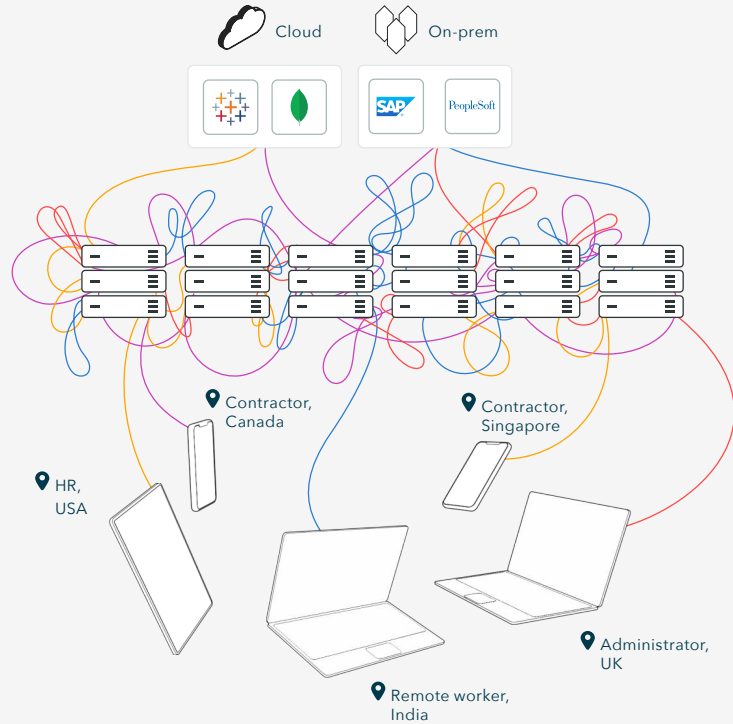 Cloud
On-prem
SAP
PeopleSoft
Contractor,
Canada
Contractor,
Singapore
HR,
USA
Administrator,
UK
Remote worker,
India